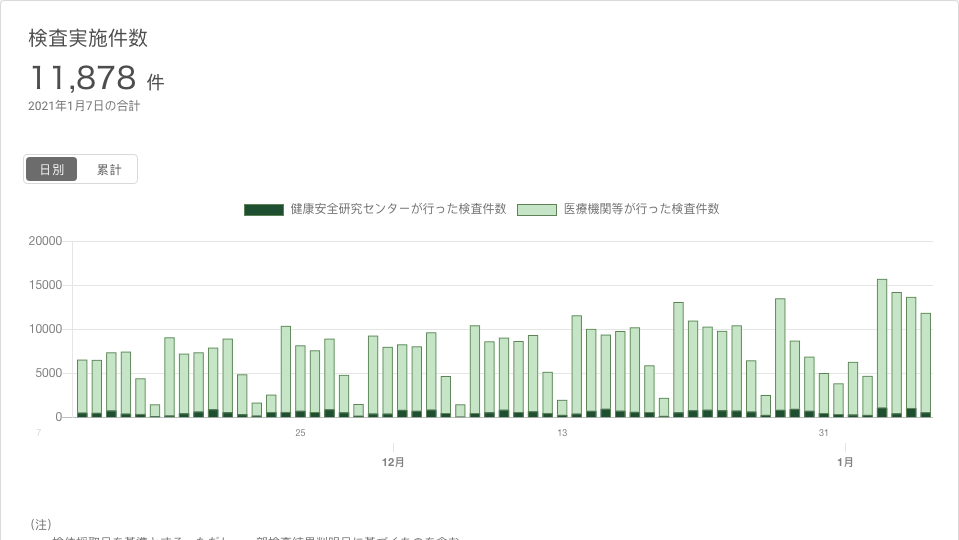 検査実施件数
11,878 件
2021年1月7日の合計
日別 累計
健康安全研究センターが行った検査件数 医療機関等が行った検査件数
20000
15000
10000
5000
0
7 25 13 31
12月 1月
（注）